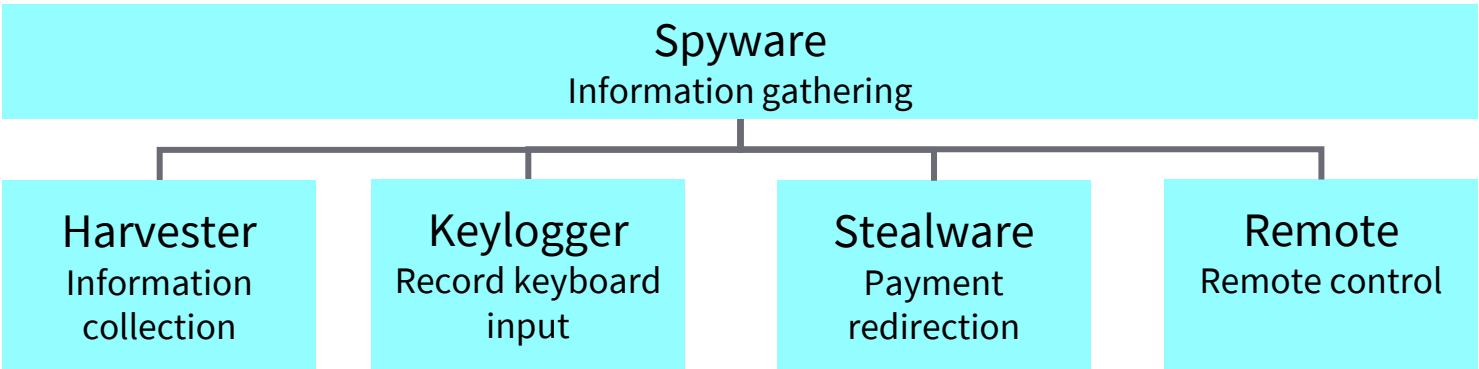 Spyware
Information gathering
Harvester
Information
collection
Keylogger
Record keyboard
input
Stealware
Payment
redirection
Remote
Remote control